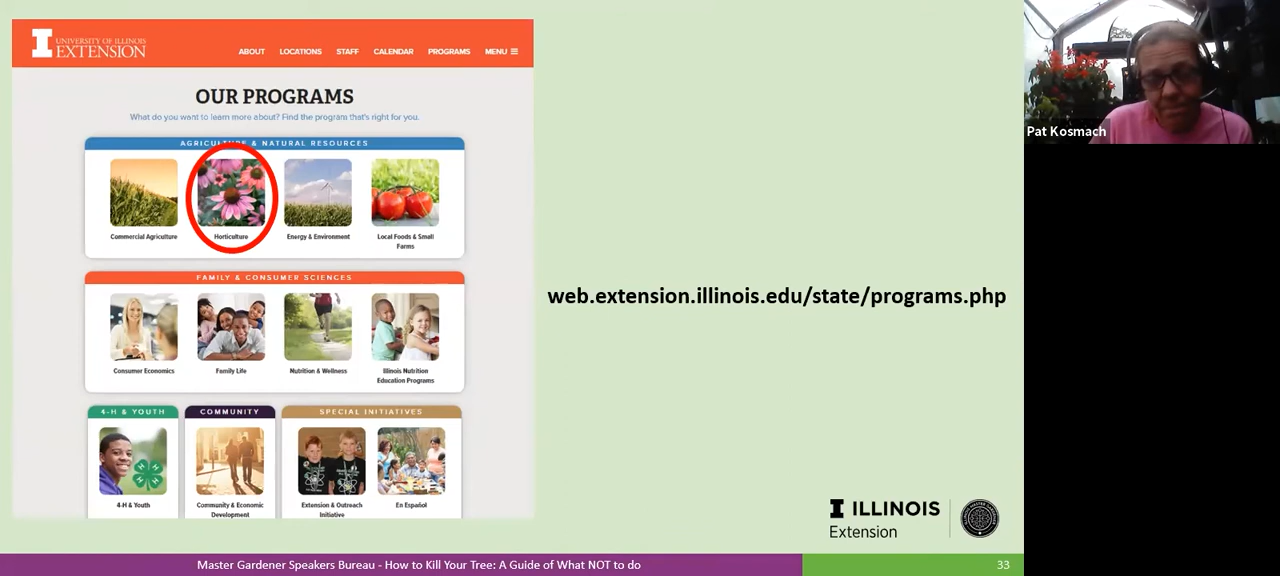 UNIVERSITY OF ILLINOIS
EXTENSION
ABOUT LOCATIONS STAFF CALENDAR PROGRAMS MENU
OUR PROGRAMS
What do you want to learn more about? Find the program that's right for you.
AGRICULTURE & NATURAL RESOURCES
Commercial Agriculture
Horticulture
Energy & Environment
Local Foods & Small
Farms
FAMILY & CONSUMER SCIENCES
Consumer Economics
Family Life
Nutrition & Wellness
Illinois Nutrition
Education Programs
4-H & YOUTH
COMMUNITY
SPECIAL INITIATIVES
H H
H H
4-H & Youth
Community & Economic
Development
Extension & Outreach
Initiative
En Español
web.extension.illinois.edu/state/programs.php
Pat Kosmach
I ILLINOIS
Extension
Master Gardener Speakers Bureau - How to Kill Your Tree: A Guide of What NOT to do
33